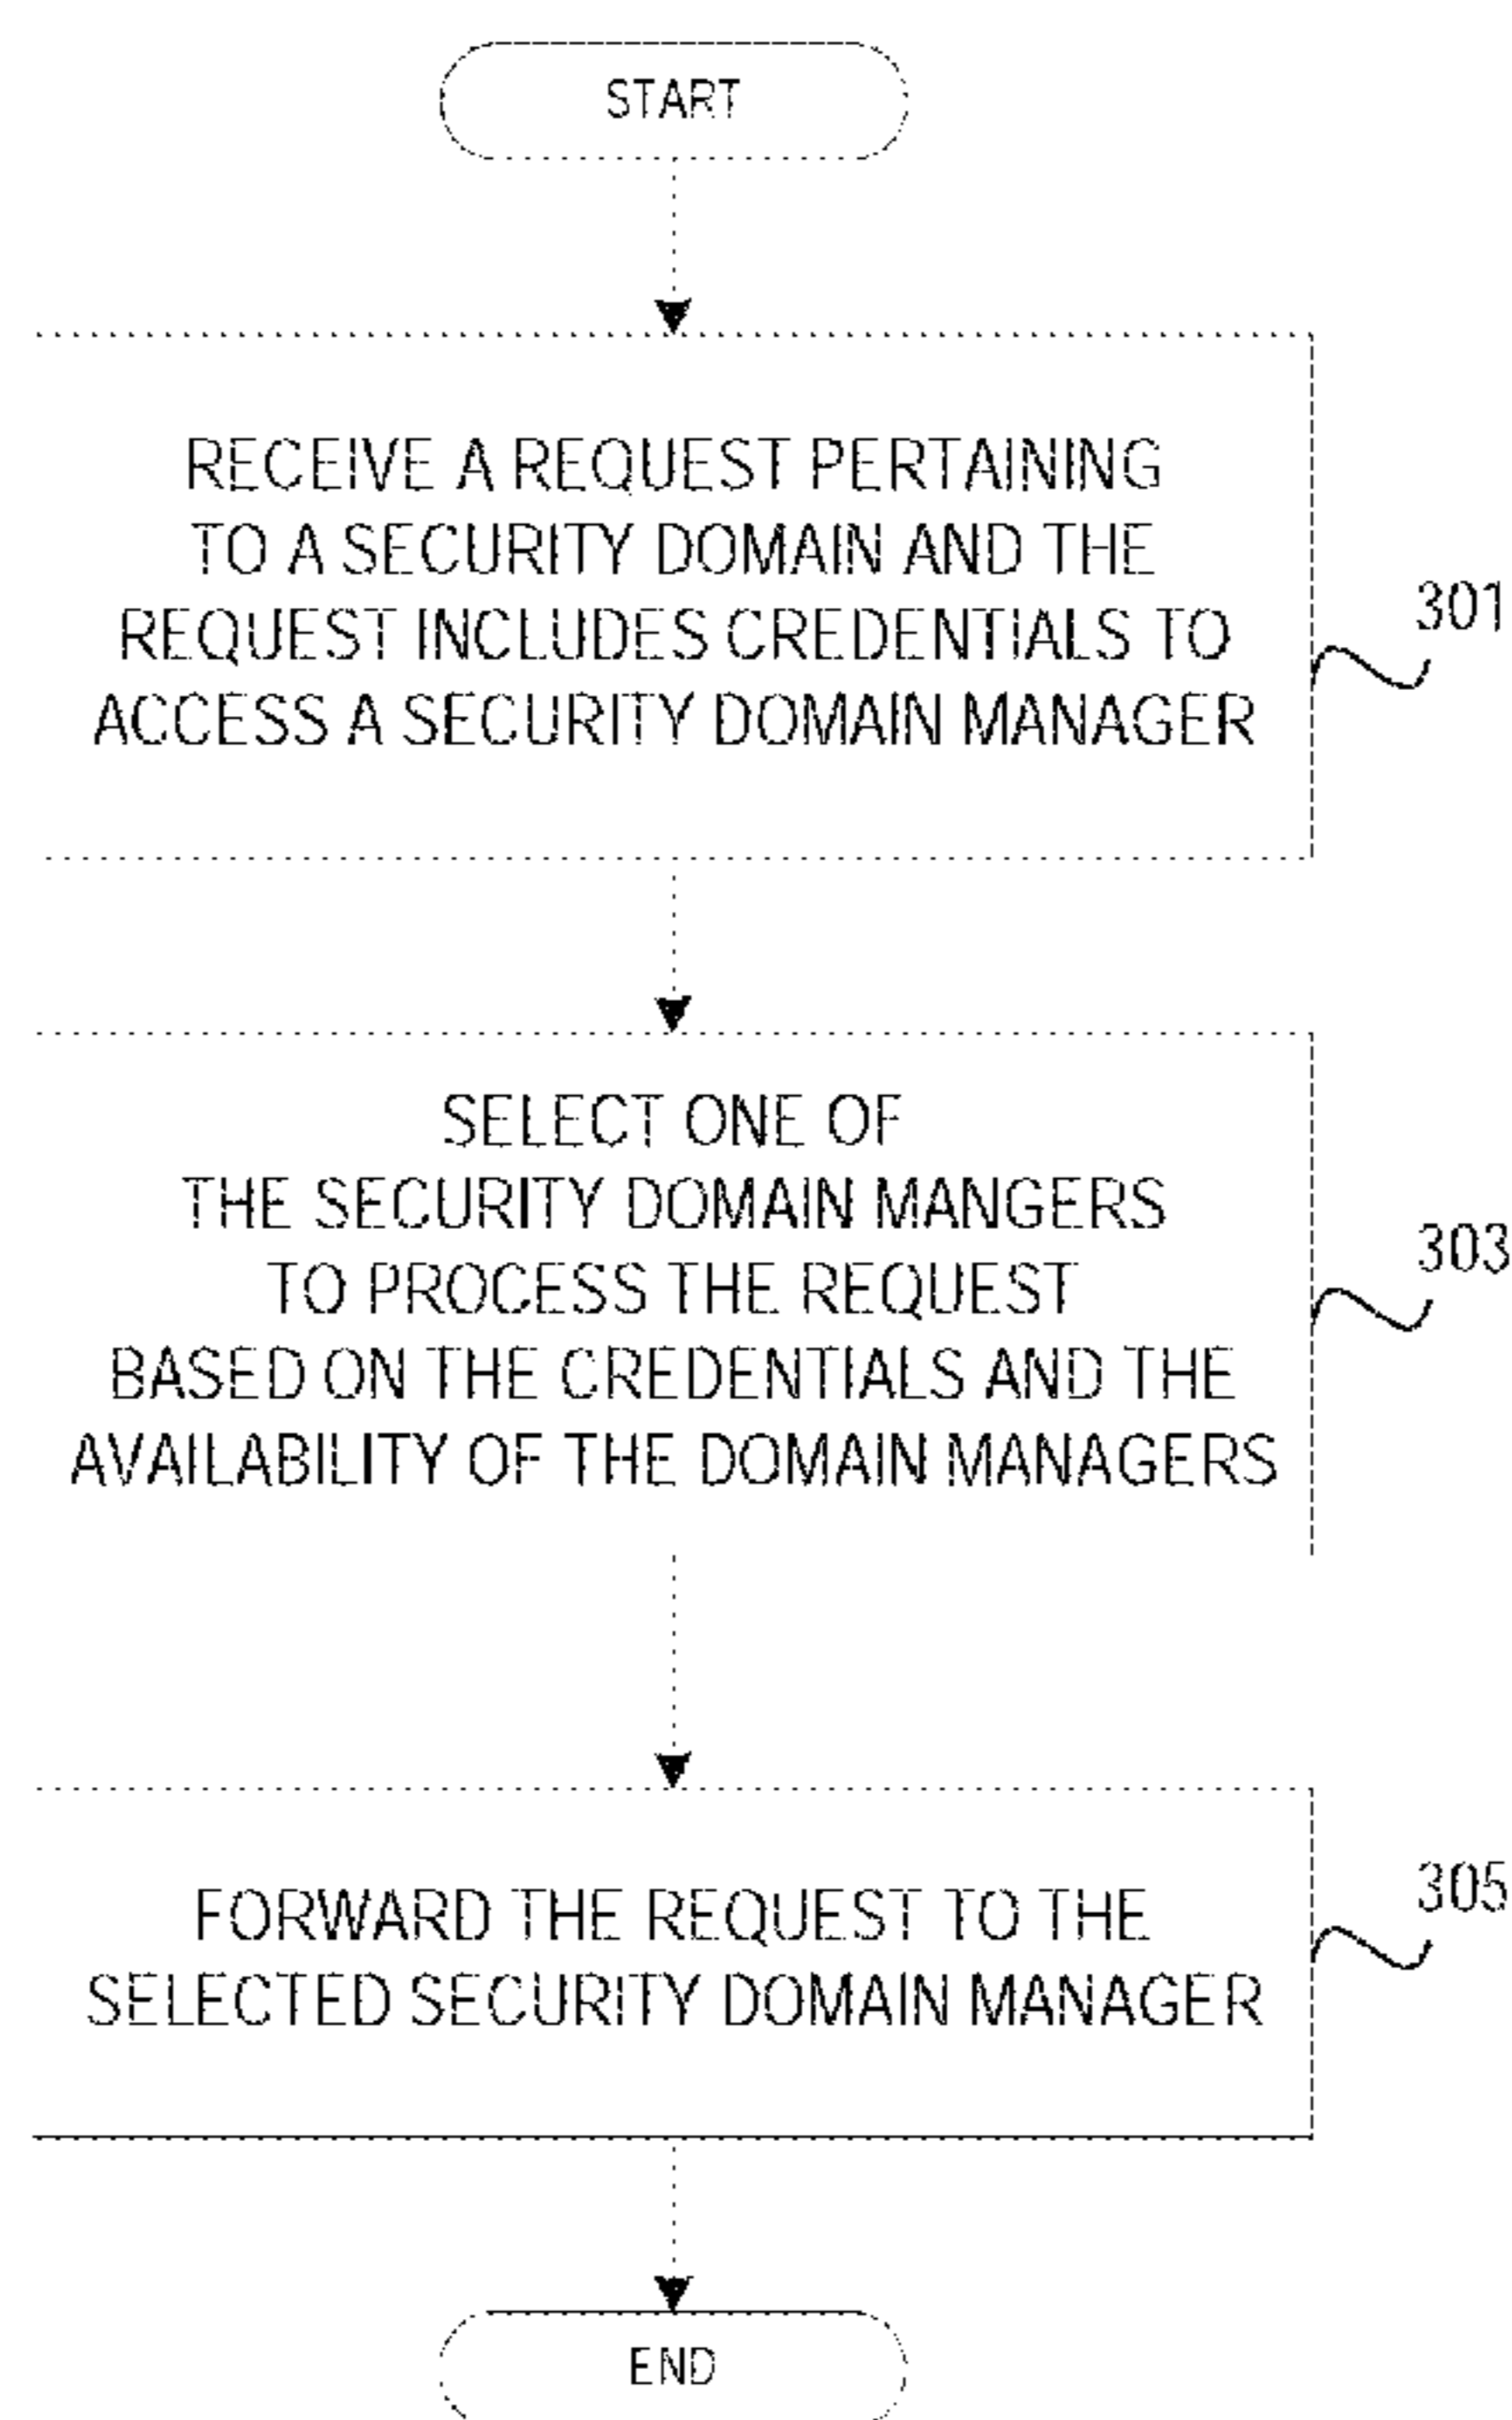 START
RECEIVE A REQUEST PERTAINING
TO A SECURITY DOMAIN AND THE
REQUEST INCLUDES CREDENTIALS TO
ACCESS A SECURITY DOMAIN MANAGER
301
SELECT ONE OF
THE SECURITY DOMAIN MANGERS
TO PROCESS THE REQUEST
BASED ON THE CREDENTIALS AND THE
AVAILABILITY OF THE DOMAIN MANAGERS
303
FORWARD THE REQUEST TO THE
SELECTED SECURITY DOMAIN MANAGER
305
END